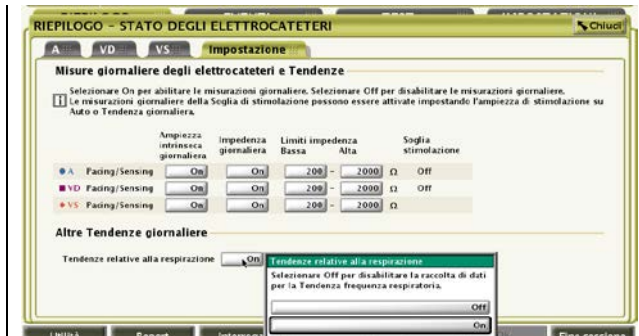 RIEPILOGO - STATO DEGLI ELETTROCATETERI
Chiudi
A VD VS Impostazione
Misure giornaliere degli elettrocateteri e Tendenze
Selezionare On per abilitare le misurazioni giornaliere. Selezionare Off per disabilitare le misurazioni giornaliere.
Le misurazioni giornaliere della Soglia di stimolazione possono essere attivate impostando l'ampiezza di stimolazione su
Auto o Tendenza giornaliera.
Ampiezza intrinseca giornaliera Impedenza giornaliera Limiti impedenza Bassa Alta Soglia stimolazione
A Pacing/Sensing On On 200 - 2000 Ω Off
VD Pacing/Sensing On On 200 - 2000 Ω Off
VS Pacing/Sensing On On 200 - 2000 Ω
Altre Tendenze giornaliere
Tendenze relative alla respirazione On
Tendenze relative alla respirazione
Selezionare Off per disabilitare la raccolta di dati
per la Tendenza frequenza respiratoria.
Off
On